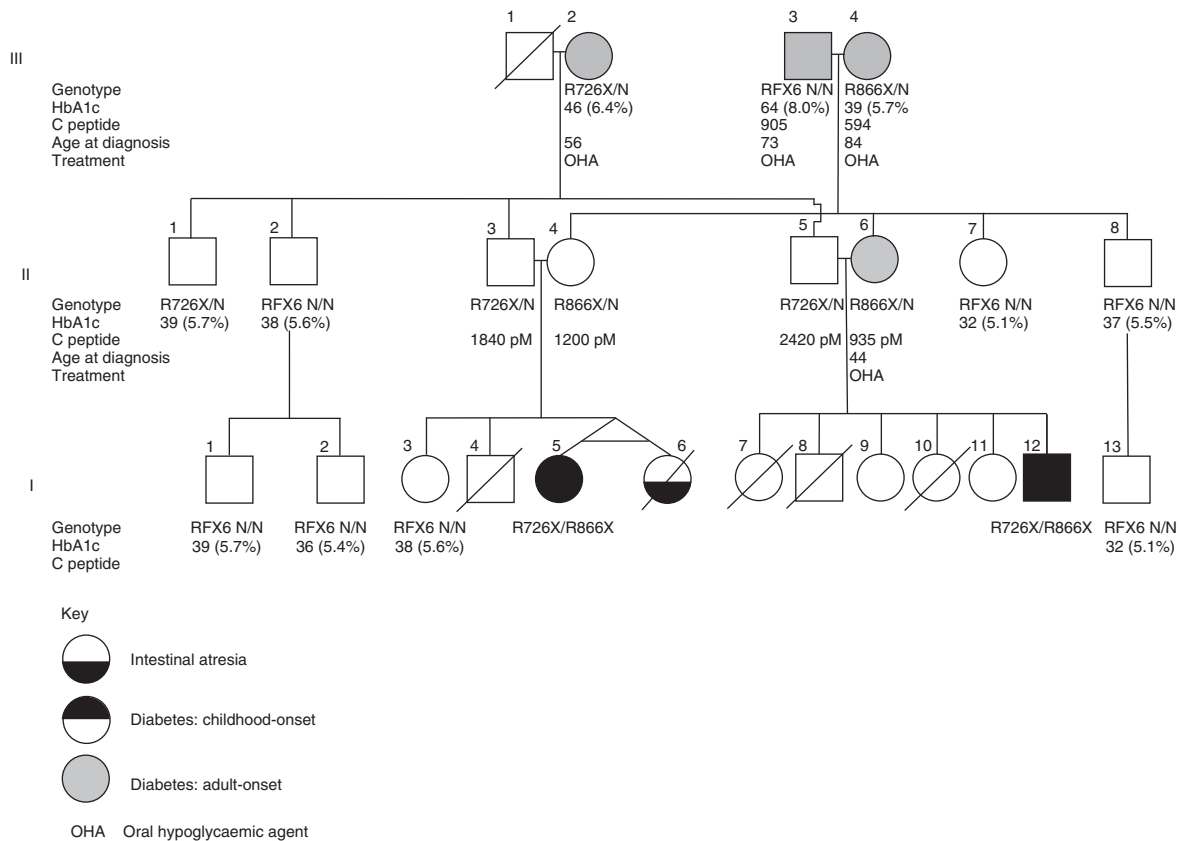 1 2 3 4
III
Genotype R726X/N RFX6 N/N R866X/N
HbA1c 46 (6.4%) 64 (8.0%) 39 (5.7%
C peptide 905 594
Age at diagnosis 56 73 84
Treatment OHA OHA OHA
1 2 3 4 5 6 7 8
II
Genotype R726X/N RFX6 N/N R726X/N R866X/N R726X/N R866X/N RFX6 N/N RFX6 N/N
HbA1c 39 (5.7%) 38 (5.6%) 32 (5.1%) 37 (5.5%)
C peptide 1840 pM 1200 pM 2420 pM 935 pM
Age at diagnosis 44
Treatment OHA
1 2 3 4 5 6 7 8 9 10 11 12 13
I
Genotype RFX6 N/N RFX6 N/N RFX6 N/N R726X/R866X R726X/R866X RFX6 N/N
HbA1c 39 (5.7%) 36 (5.4%) 38 (5.6%) 32 (5.1%)
C peptide
Key
Intestinal atresia
Diabetes: childhood-onset
Diabetes: adult-onset
OHA Oral hypoglycaemic agent